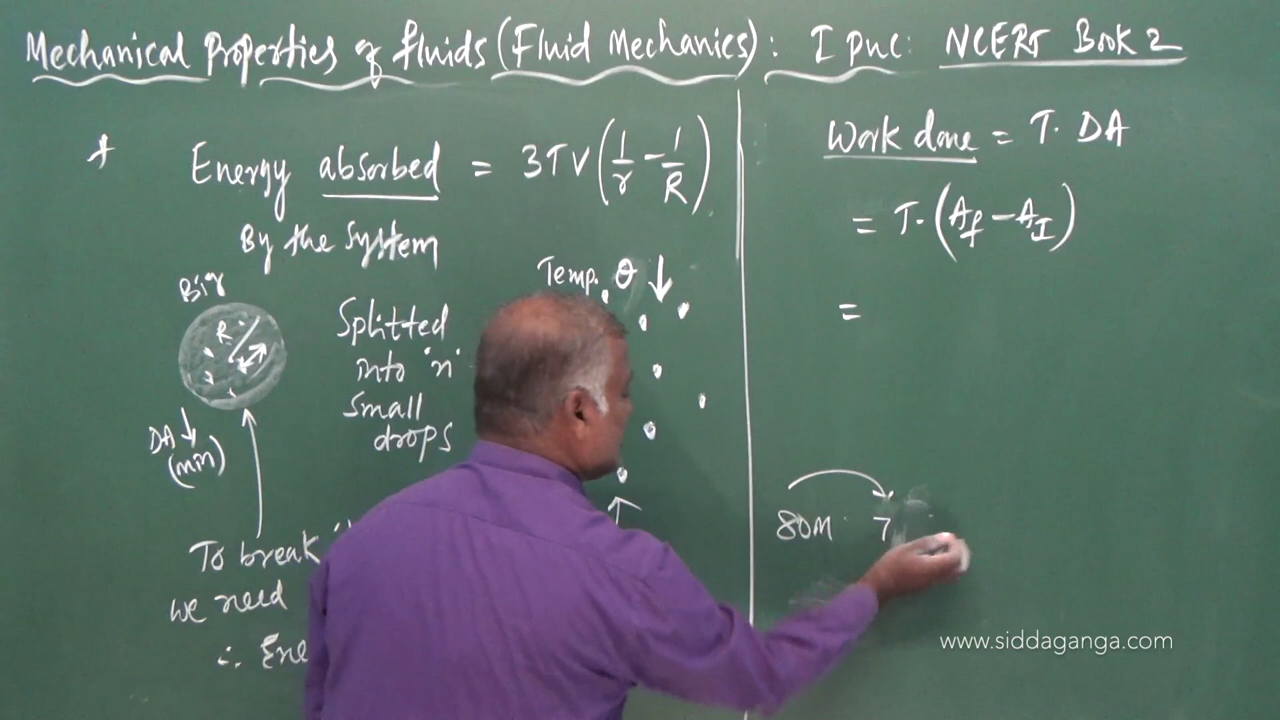 Mechanical Properties of fluids (Fluid Mechanics): I PUC: NCERT Book 2
Energy absorbed = 3TV(1/r - 1/R)
By the System
Big
R
DA↓
(min)
Splitted
into 'n'
Small
drops
Temp. θ ↓
To break
we need
∴ Ene
Work done = T. DA
= T. (Af - AI)
=
80M 7
www.siddaganga.com